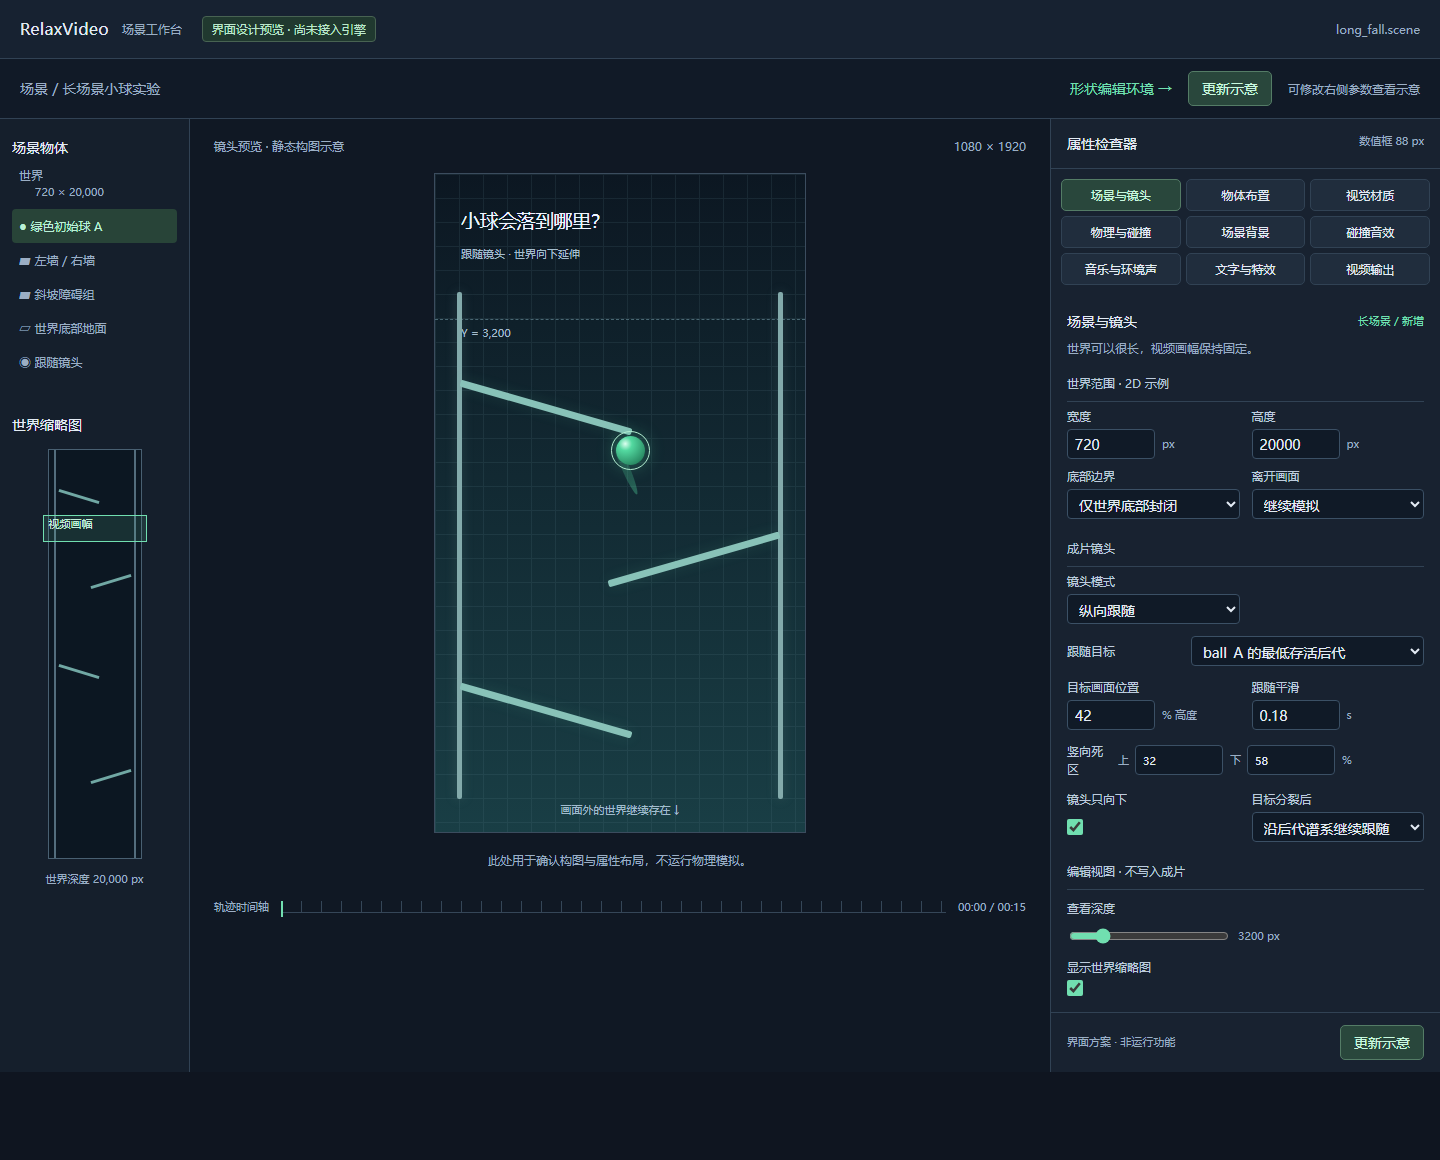 RelaxVideo 场景工作台 界面设计预览 · 尚未接入引擎 long_fall.scene
场景 / 长场景小球实验 形状编辑环境 → 更新示意 可修改右侧参数查看示意
场景物体
世界
720 × 20,000
绿色初始球 A
左墙 / 右墙
斜坡障碍组
世界底部地面
跟随镜头
世界缩略图
视频画幅
世界深度 20,000 px
镜头预览 · 静态构图示意 1080 × 1920
小球会落到哪里?
跟随镜头 · 世界向下延伸
Y = 3,200
画面外的世界继续存在 ↓
此处用于确认构图与属性布局，不运行物理模拟。
轨迹时间轴 00:00 / 00:15
属性检查器 数值框 88 px
场景与镜头 物体布置 视觉材质
物理与碰撞 场景背景 碰撞音效
音乐与环境声 文字与特效 视频输出
场景与镜头 长场景 / 新增
世界可以很长，视频画幅保持固定。
世界范围 · 2D 示例
宽度 高度
720 px 20000 px
底部边界 离开画面
仅世界底部封闭 继续模拟
成片镜头
镜头模式
纵向跟随
跟随目标 ball_A 的最低存活后代
目标画面位置 跟随平滑
42 % 高度 0.18 s
竖向死区 上 32 下 58 %
镜头只向下 目标分裂后
沿后代谱系继续跟随
编辑视图 · 不写入成片
查看深度
3200 px
显示世界缩略图
界面方案 · 非运行功能 更新示意